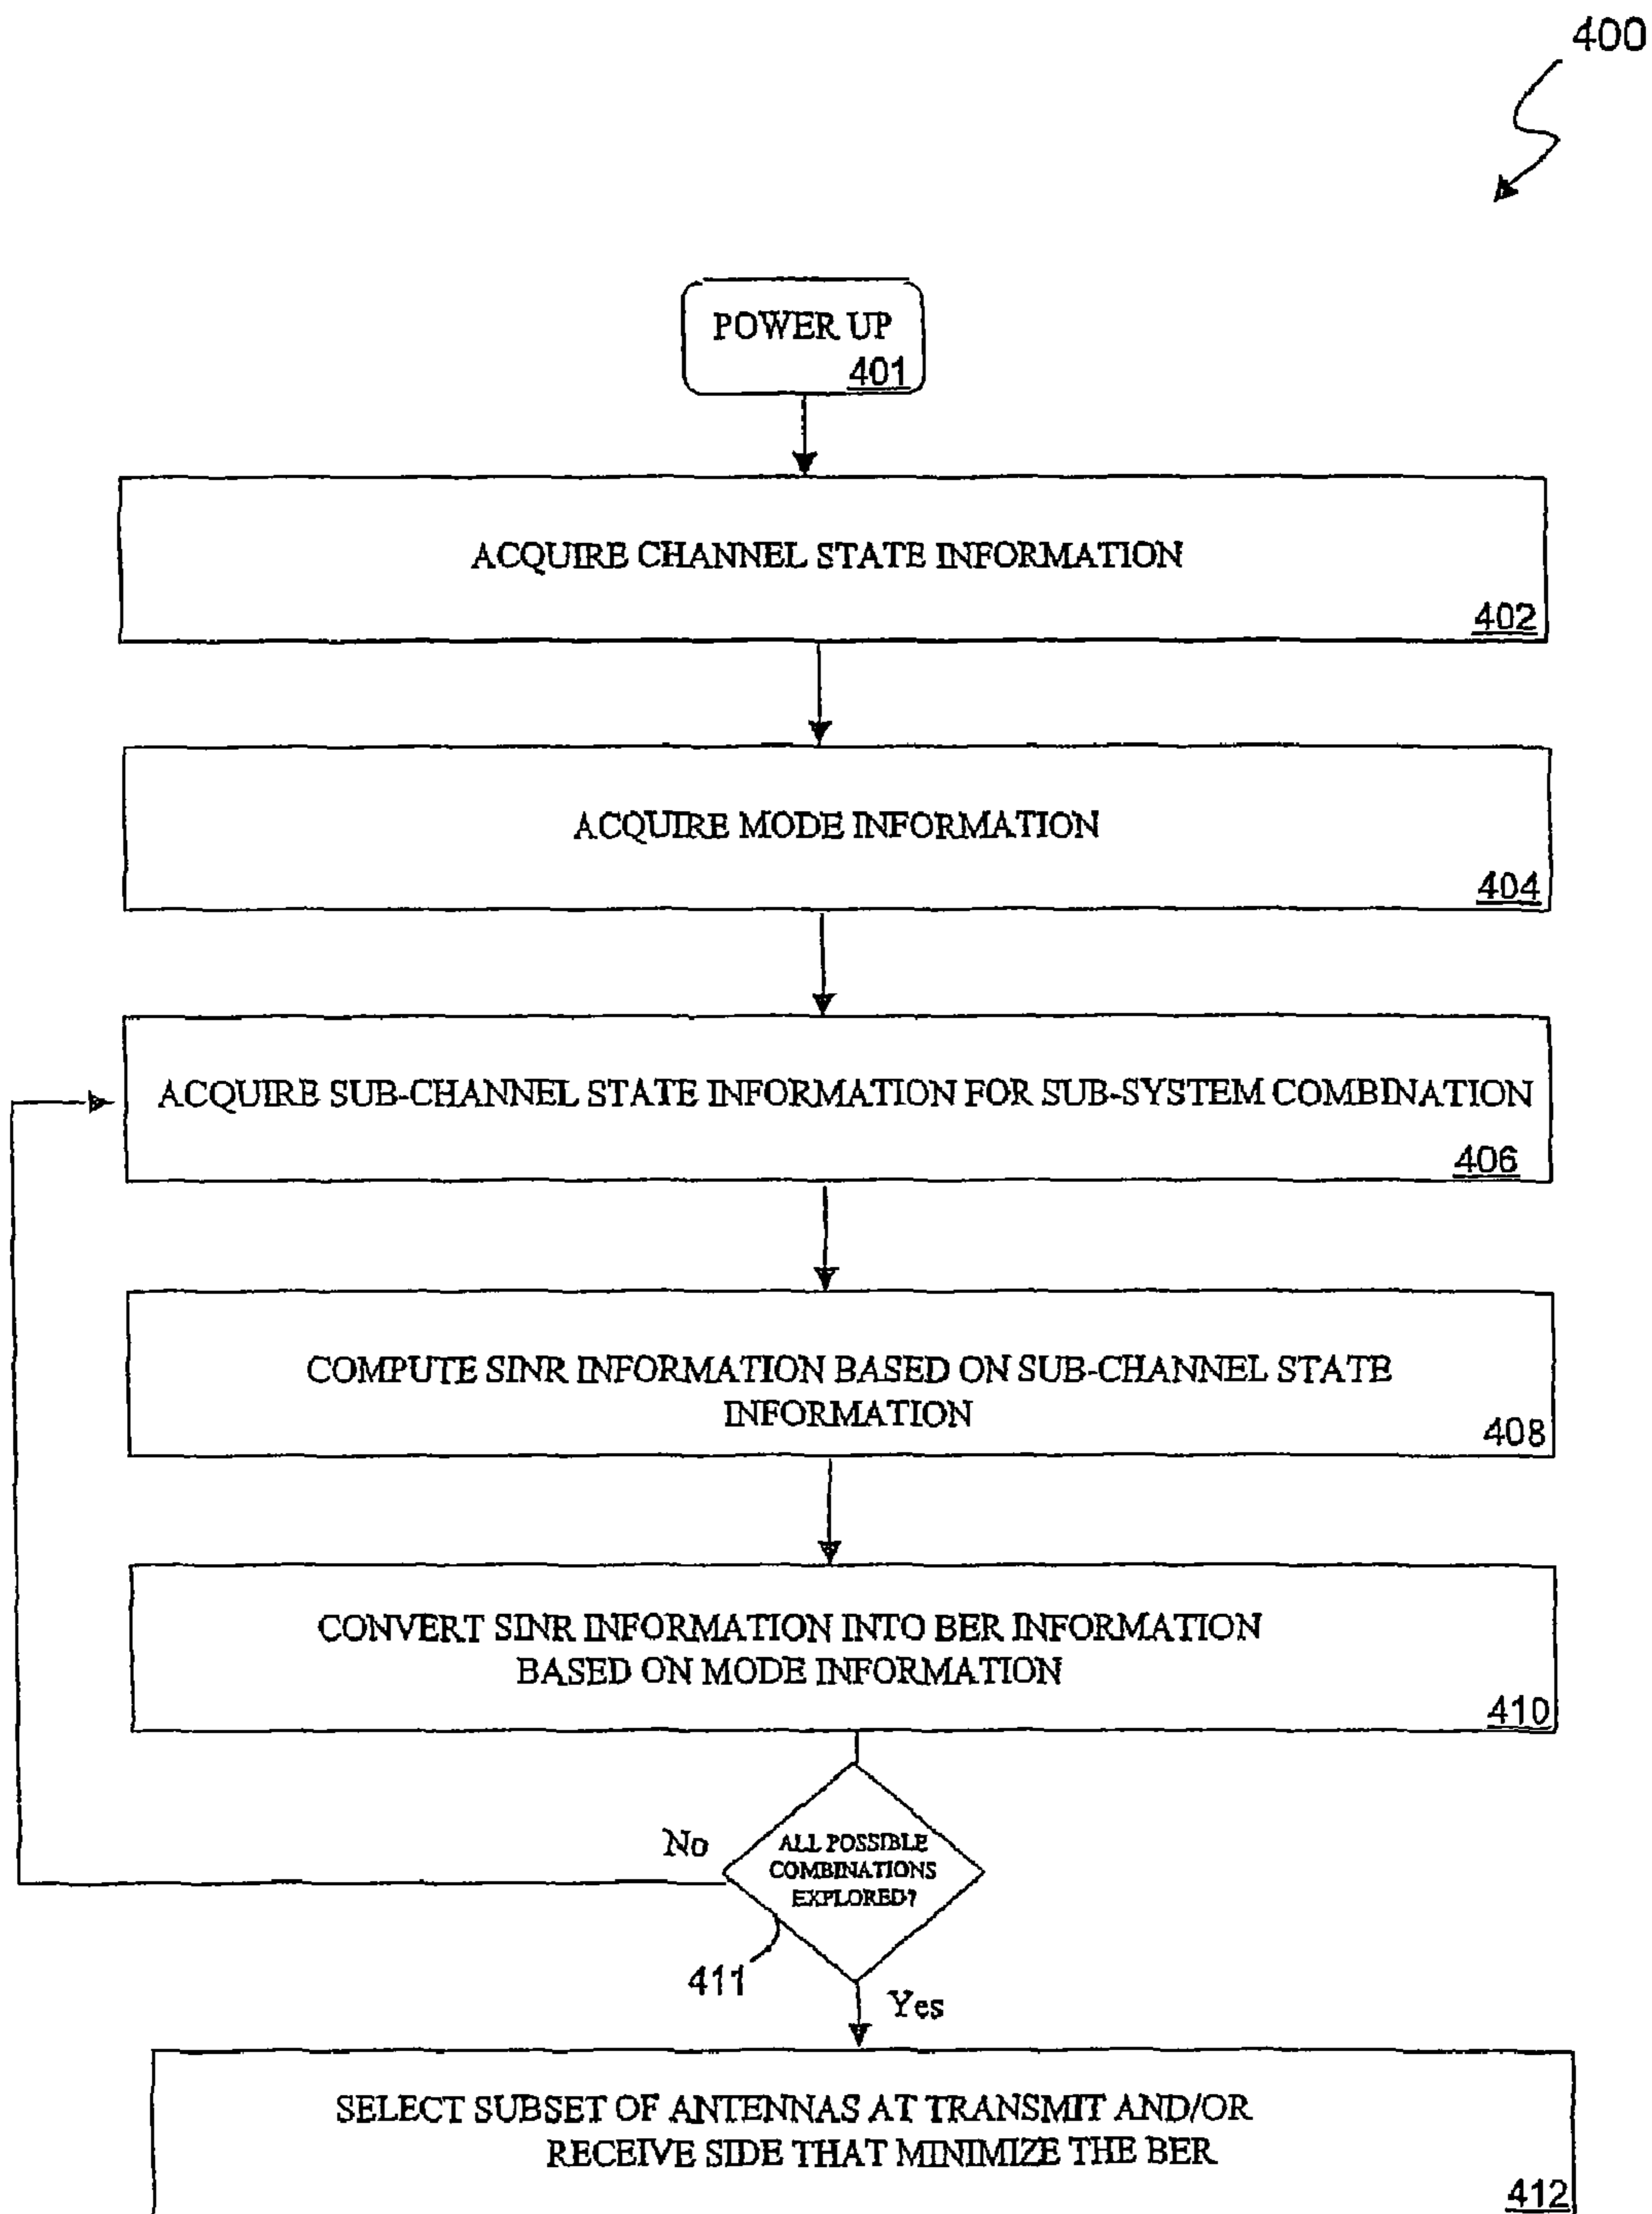 400
POWER UP
401
ACQUIRE CHANNEL STATE INFORMATION
402
ACQUIRE MODE INFORMATION
404
ACQUIRE SUB-CHANNEL STATE INFORMATION FOR SUB-SYSTEM COMBINATION
406
COMPUTE SINR INFORMATION BASED ON SUB-CHANNEL STATE
INFORMATION
408
CONVERT SINR INFORMATION INTO BER INFORMATION
BASED ON MODE INFORMATION
410
No
ALL POSSIBLE
COMBINATIONS
EXPLORED?
411
Yes
SELECT SUBSET OF ANTENNAS AT TRANSMIT AND/OR
RECEIVE SIDE THAT MINIMIZE THE BER
412